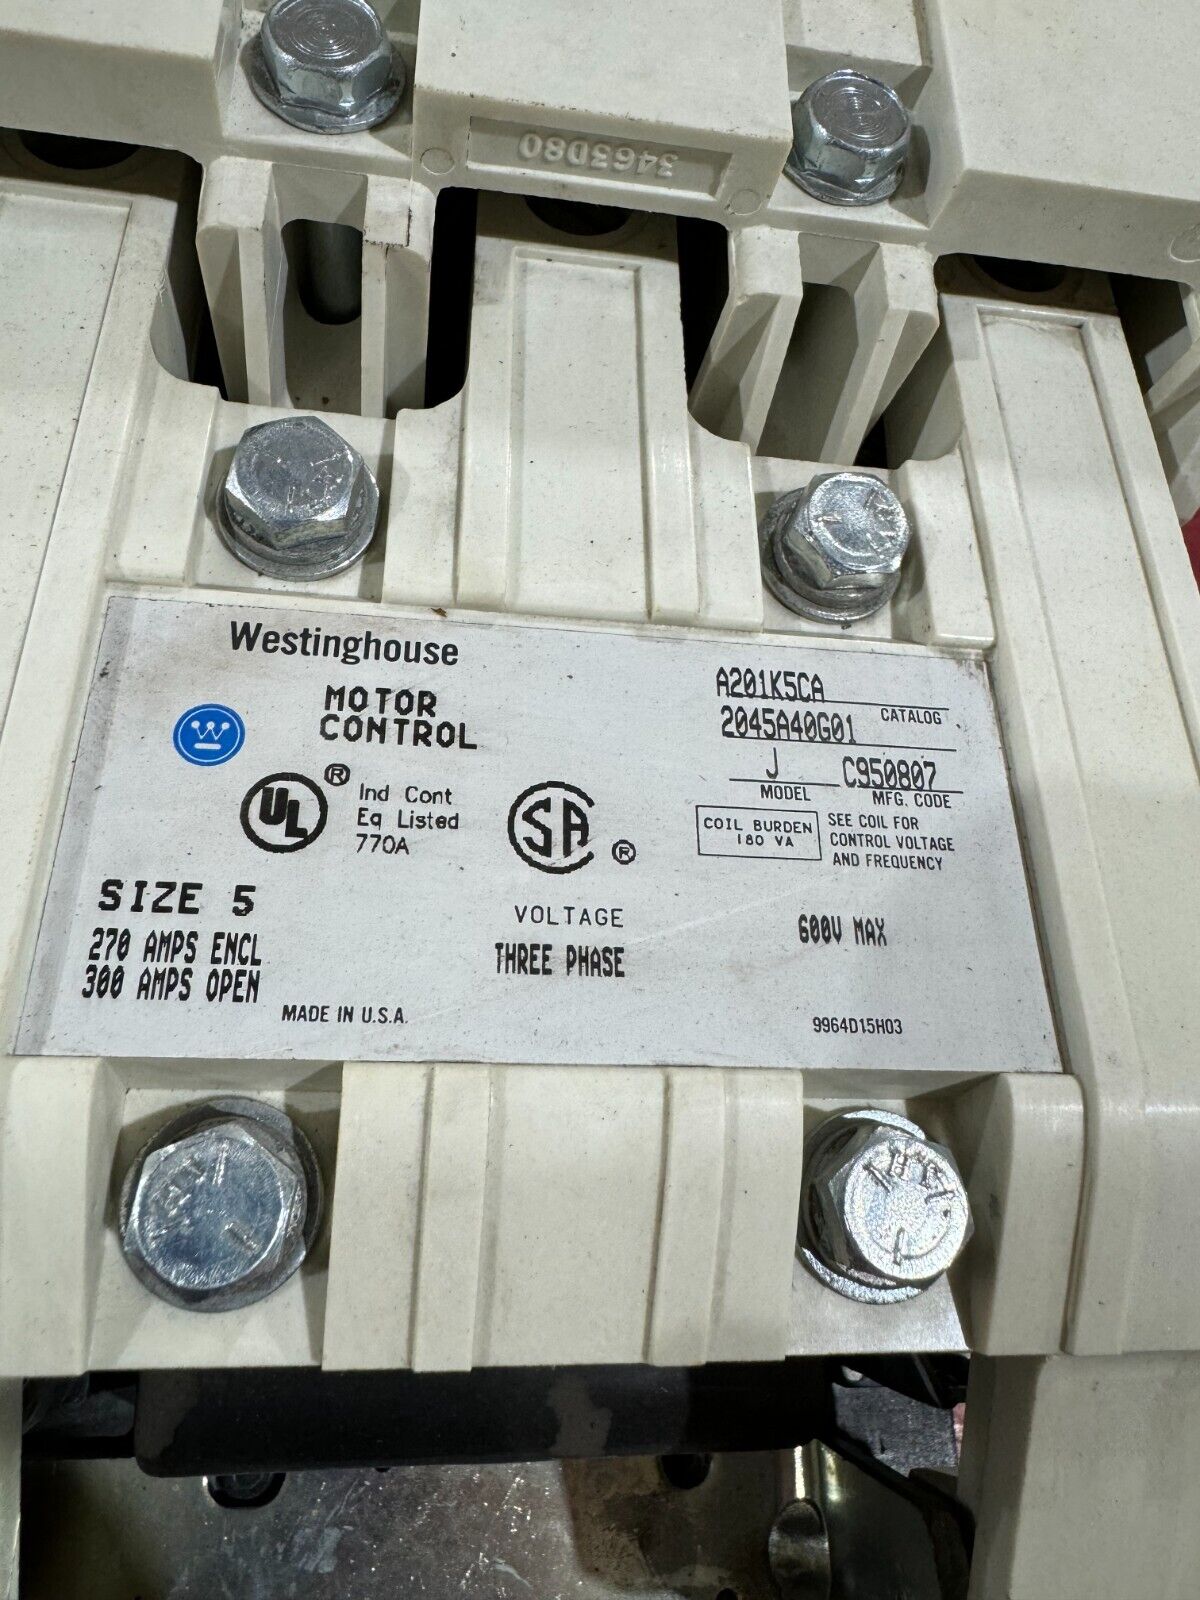 3463D80
Westinghouse
MOTOR
CONTROL
A201K5CA
CATALOG
2045A40G01
J C950807
MODEL MFG. CODE
UL ®
Ind Cont
Eq Listed
770A
SA ®
COIL BURDEN
180 VA
SEE COIL FOR
CONTROL VOLTAGE
AND FREQUENCY
SIZE 5
270 AMPS ENCL
300 AMPS OPEN
VOLTAGE
THREE PHASE
600V MAX
MADE IN U.S.A.
9964D15H03